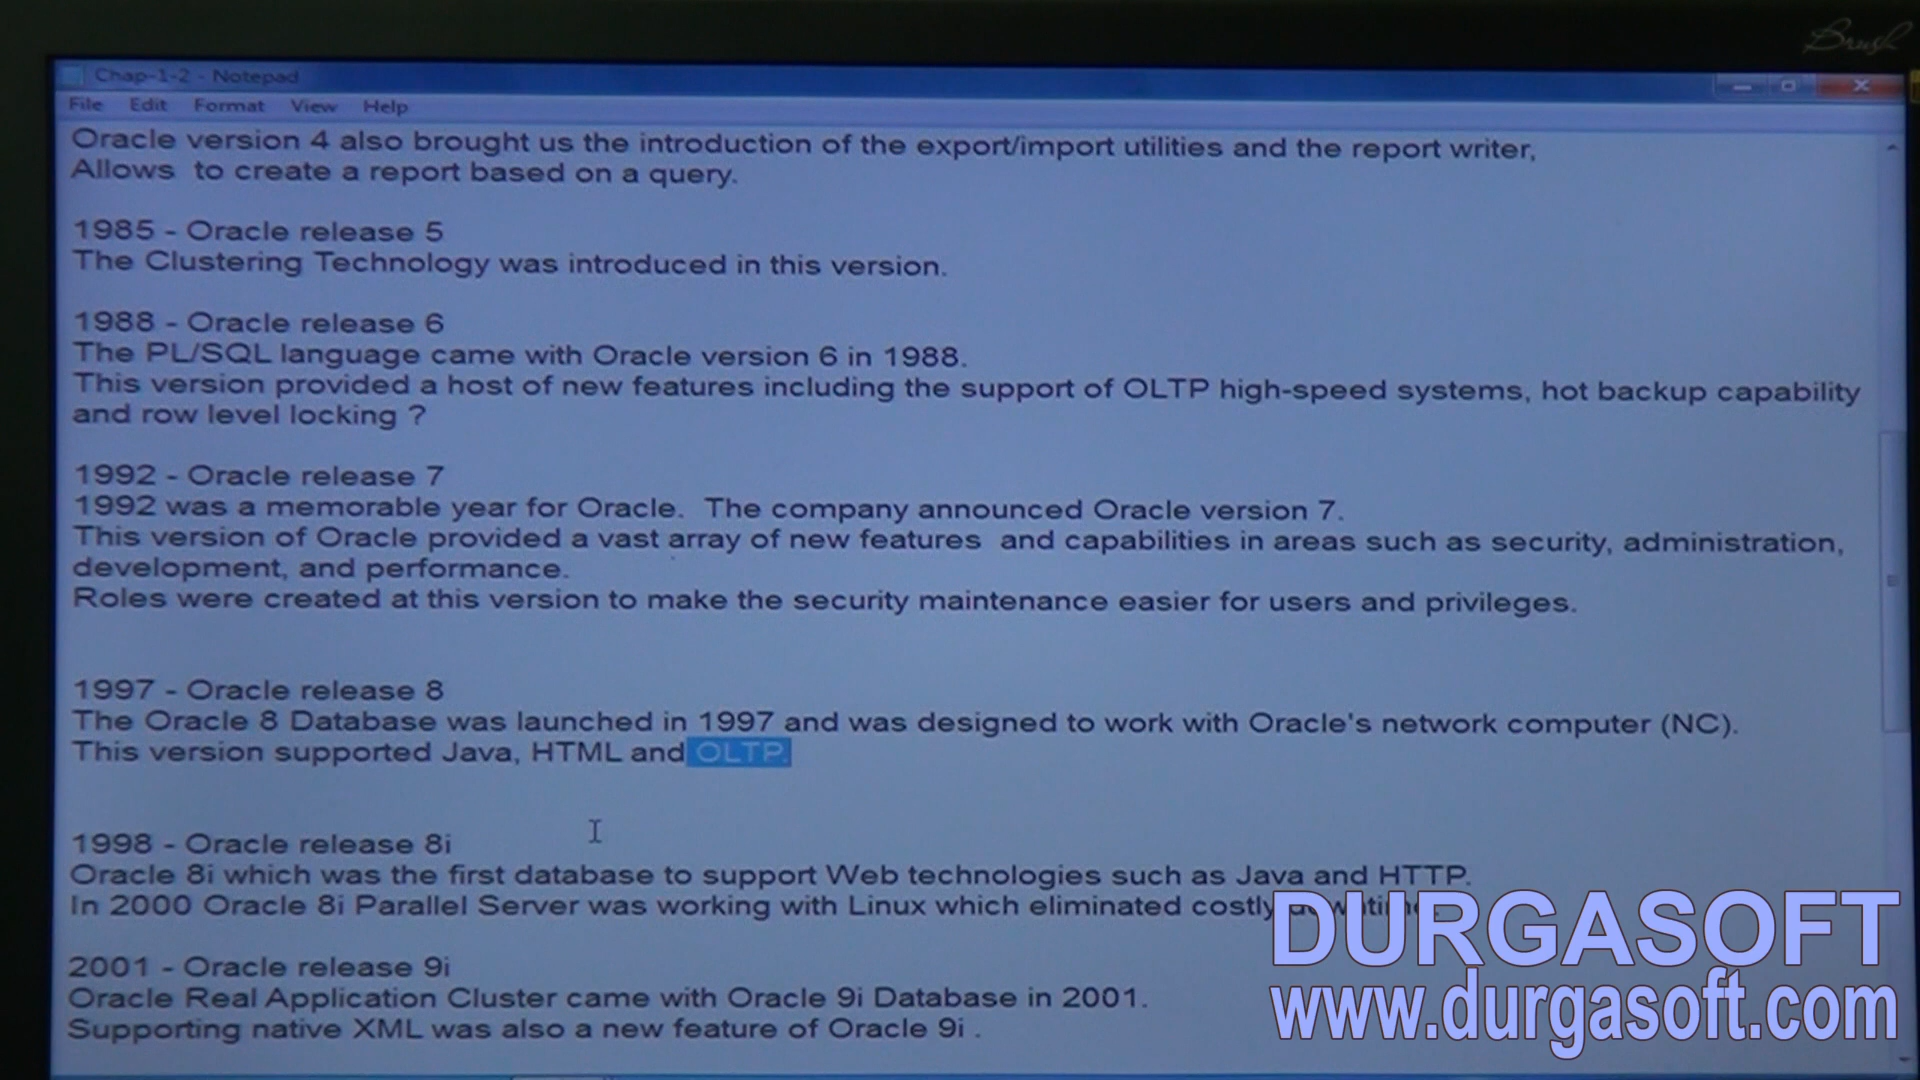 Brush
Chap-1-2 - Notepad
File Edit Format View Help
Oracle version 4 also brought us the introduction of the export/import utilities and the report writer,
Allows to create a report based on a query.
1985 - Oracle release 5
The Clustering Technology was introduced in this version.
1988 - Oracle release 6
The PL/SQL language came with Oracle version 6 in 1988.
This version provided a host of new features including the support of OLTP high-speed systems, hot backup capability
and row level locking ?
1992 - Oracle release 7
1992 was a memorable year for Oracle. The company announced Oracle version 7.
This version of Oracle provided a vast array of new features and capabilities in areas such as security, administration,
development, and performance.
Roles were created at this version to make the security maintenance easier for users and privileges.
1997 - Oracle release 8
The Oracle 8 Database was launched in 1997 and was designed to work with Oracle's network computer (NC).
This version supported Java, HTML and OLTP.
1998 - Oracle release 8i
Oracle 8i which was the first database to support Web technologies such as Java and HTTP.
In 2000 Oracle 8i Parallel Server was working with Linux which eliminated costly
2001 - Oracle release 9i
Oracle Real Application Cluster came with Oracle 9i Database in 2001.
Supporting native XML was also a new feature of Oracle 9i .
DURGASOFT
www.durgasoft.com